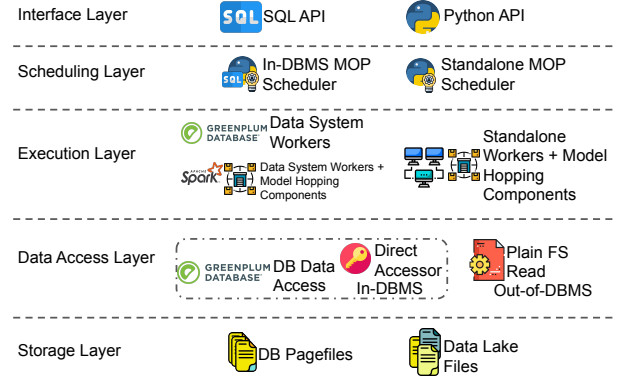 Interface Layer
SQL
SQL API
Python API
Scheduling Layer
SQL
In-DBMS MOP
Scheduler
Standalone MOP
Scheduler
Execution Layer
GREENPLUM
DATABASE
Data System
Workers
APACHE
Spark
Data System Workers +
Model Hopping
Components
Standalone
Workers + Model
Hopping
Components
Data Access Layer
GREENPLUM
DATABASE
DB Data
Access
Direct
Accessor
In-DBMS
Plain FS
Read
Out-of-DBMS
Storage Layer
DB Pagefiles
Data Lake
Files